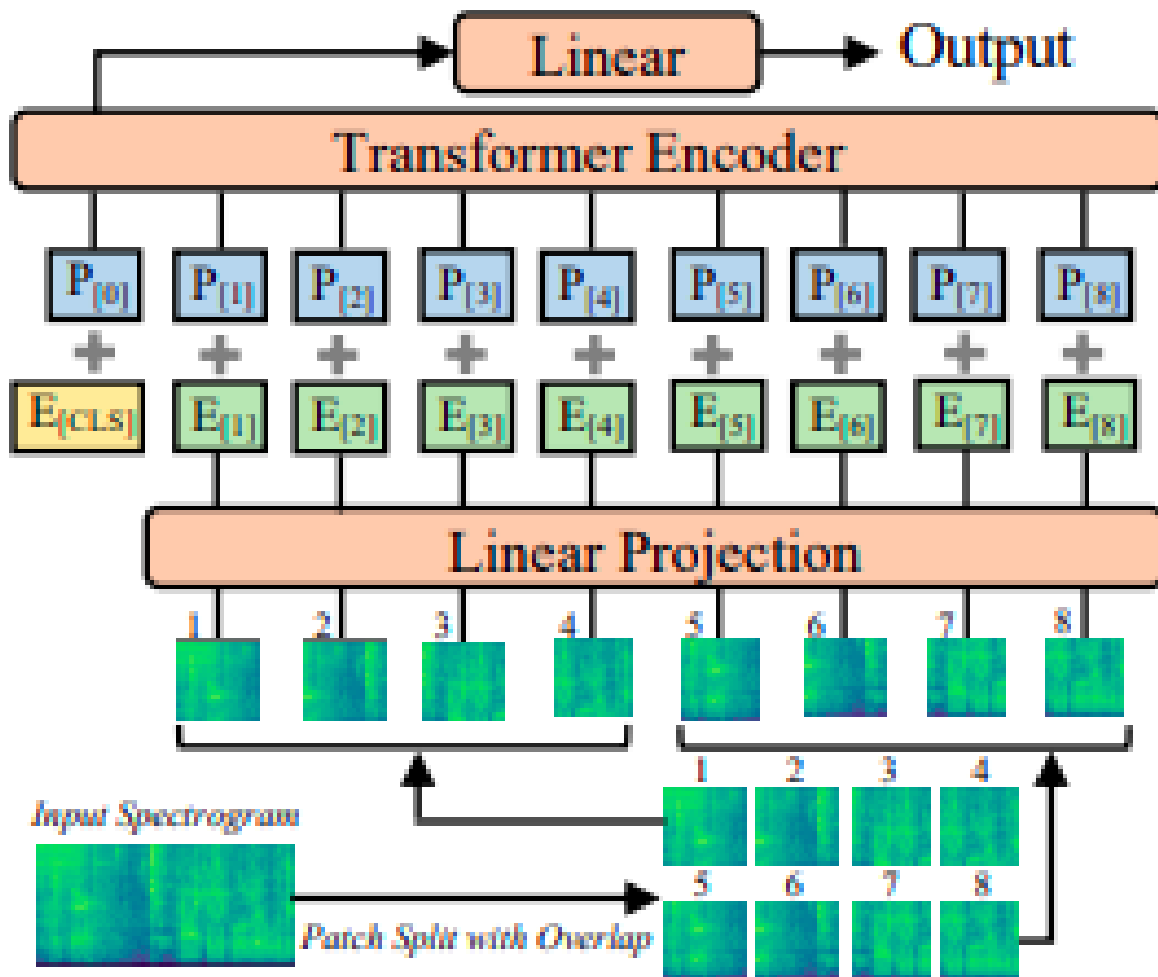 Linear Output
Transformer Encoder
P[0] P[1] P[2] P[3] P[4] P[5] P[6] P[7] P[8]
+ + + + + + + + +
E[CLS] E[1] E[2] E[3] E[4] E[5] E[6] E[7] E[8]
Linear Projection
1 2 3 4 5 6 7 8
1 2 3 4
Input Spectrogram
5 6 7 8
Patch Split with Overlap